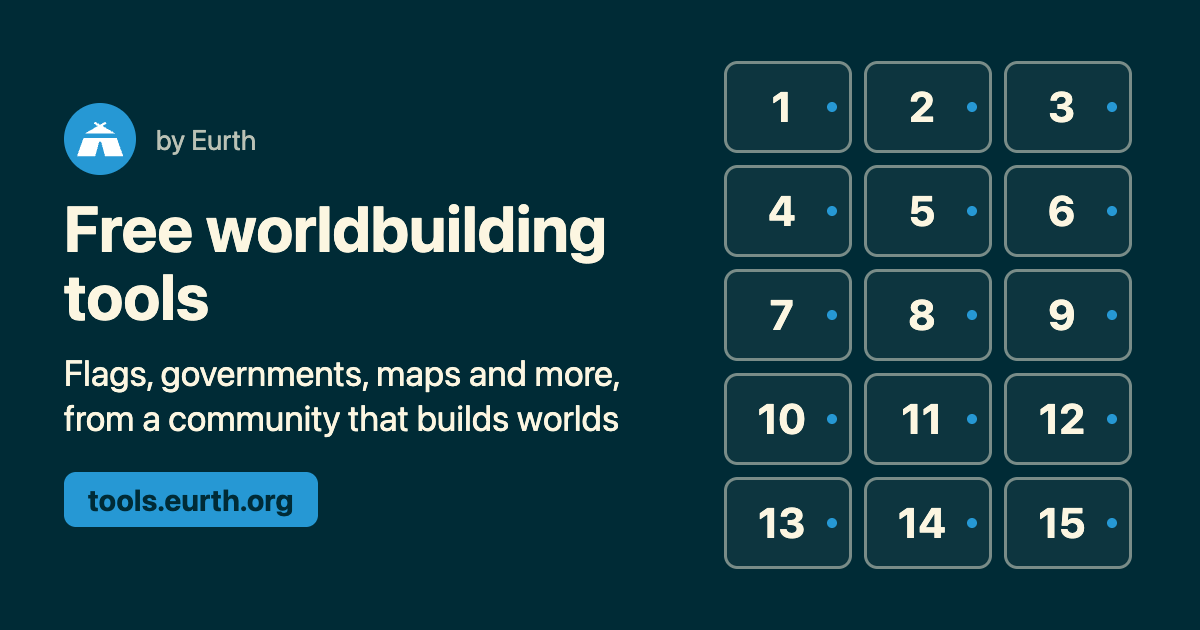 by Eurth
Free worldbuilding
tools
Flags, governments, maps and more,
from a community that builds worlds
tools.eurth.org
1
2
3
4
5
6
7
8
9
10
11
12
13
14
15